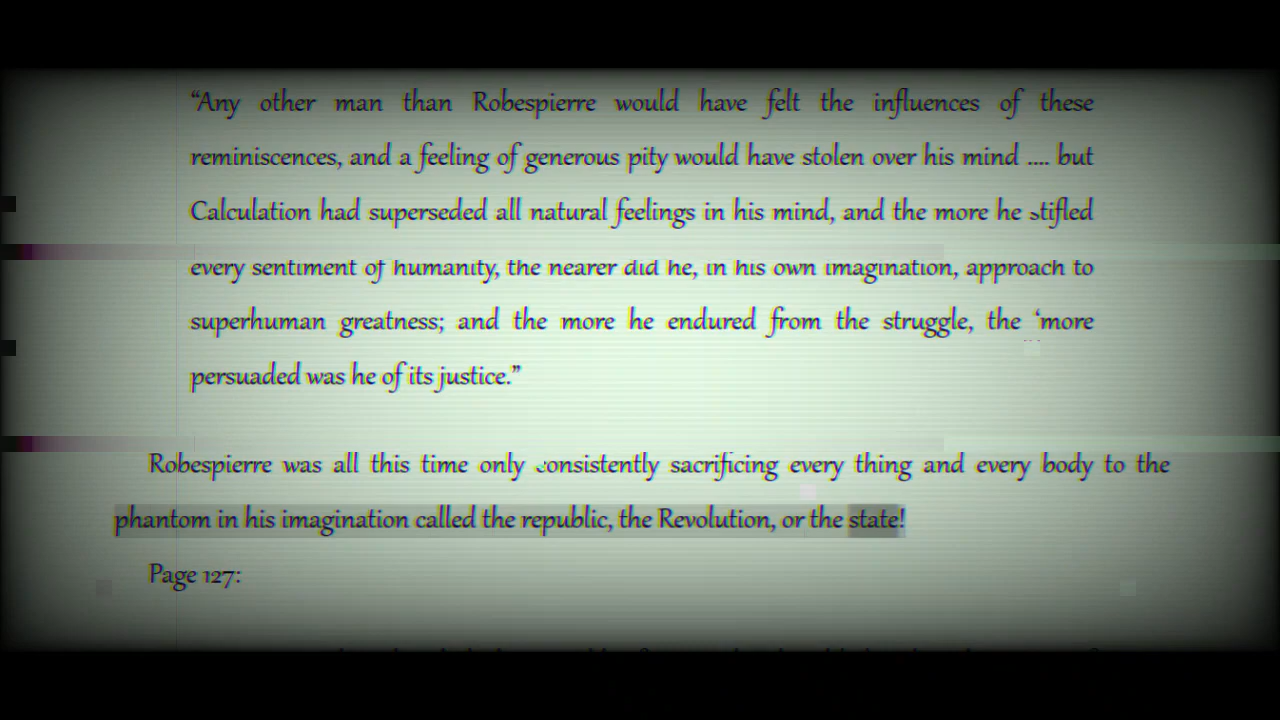 “Any other man than Robespierre would have felt the influences of these
reminiscences, and a feeling of generous pity would have stolen over his mind .... but
Calculation had superseded all natural feelings in his mind, and the more he stifled
every sentiment of humanity, the nearer did he, in his own imagination, approach to
superhuman greatness; and the more he endured from the struggle, the ‘more
persuaded was he of its justice.”
Robespierre was all this time only consistently sacrificing every thing and every body to the
phantom in his imagination called the republic, the Revolution, or the state!
Page 127: